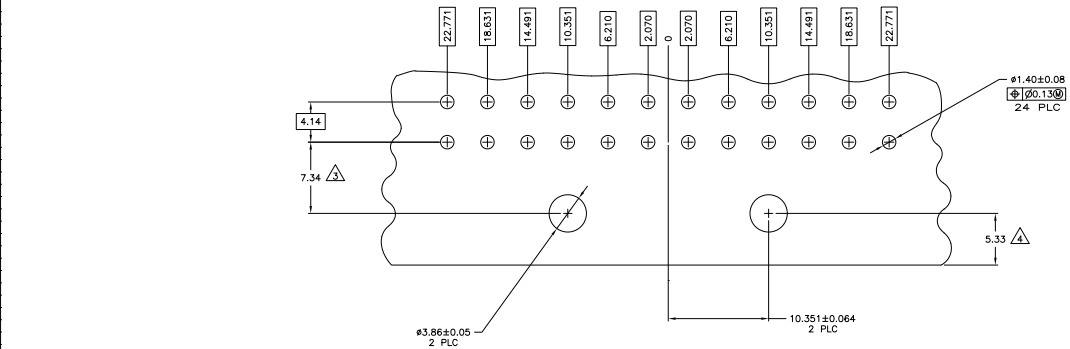 22.771 18.631 14.491 10.351 6.210 2.070 0 2.070 6.210 10.351 14.491 18.631 22.771
ø1.40±0.08
⌖ Ø0.13Ⓜ
24 PLC
4.14
7.34 3
5.33 4
10.351±0.064
2 PLC
ø3.86±0.05
2 PLC